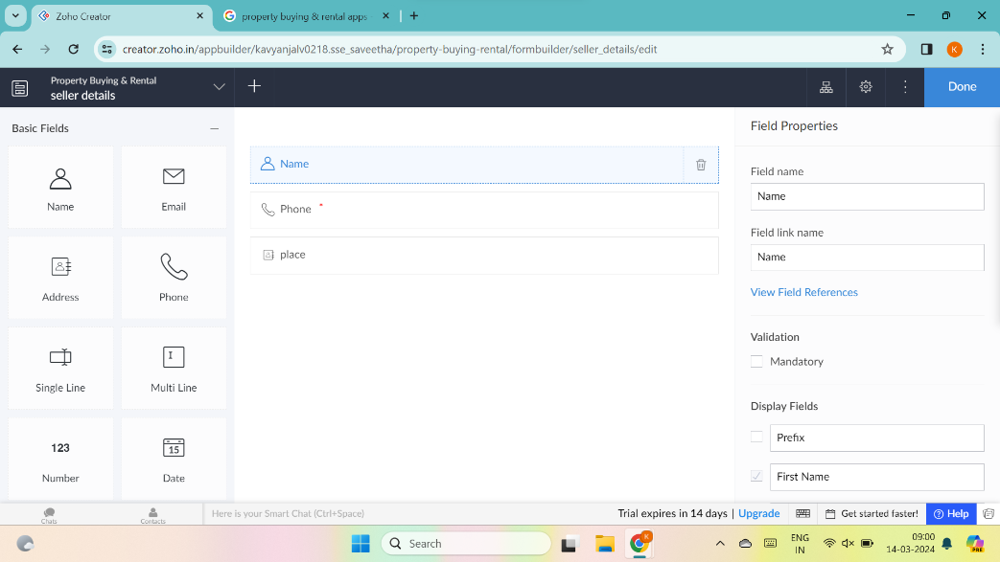 Zoho Creator
property buying & rental apps
creator.zoho.in/appbuilder/kavyanjalv0218.sse_saveetha/property-buying-rental/formbuilder/seller_details/edit
K
Property Buying & Rental
seller details
Done
Basic Fields
Name
Email
Address
Phone
Single Line
Multi Line
123
Number
15
Date
Name
Phone *
place
Field Properties
Field name
Name
Field link name
Name
View Field References
Validation
Mandatory
Display Fields
Prefix
First Name
Chats
Contacts
Here is your Smart Chat (Ctrl+Space)
Trial expires in 14 days | Upgrade
Get started faster!
Help
Search
K
ENG
IN
09:00
14-03-2024
PRE